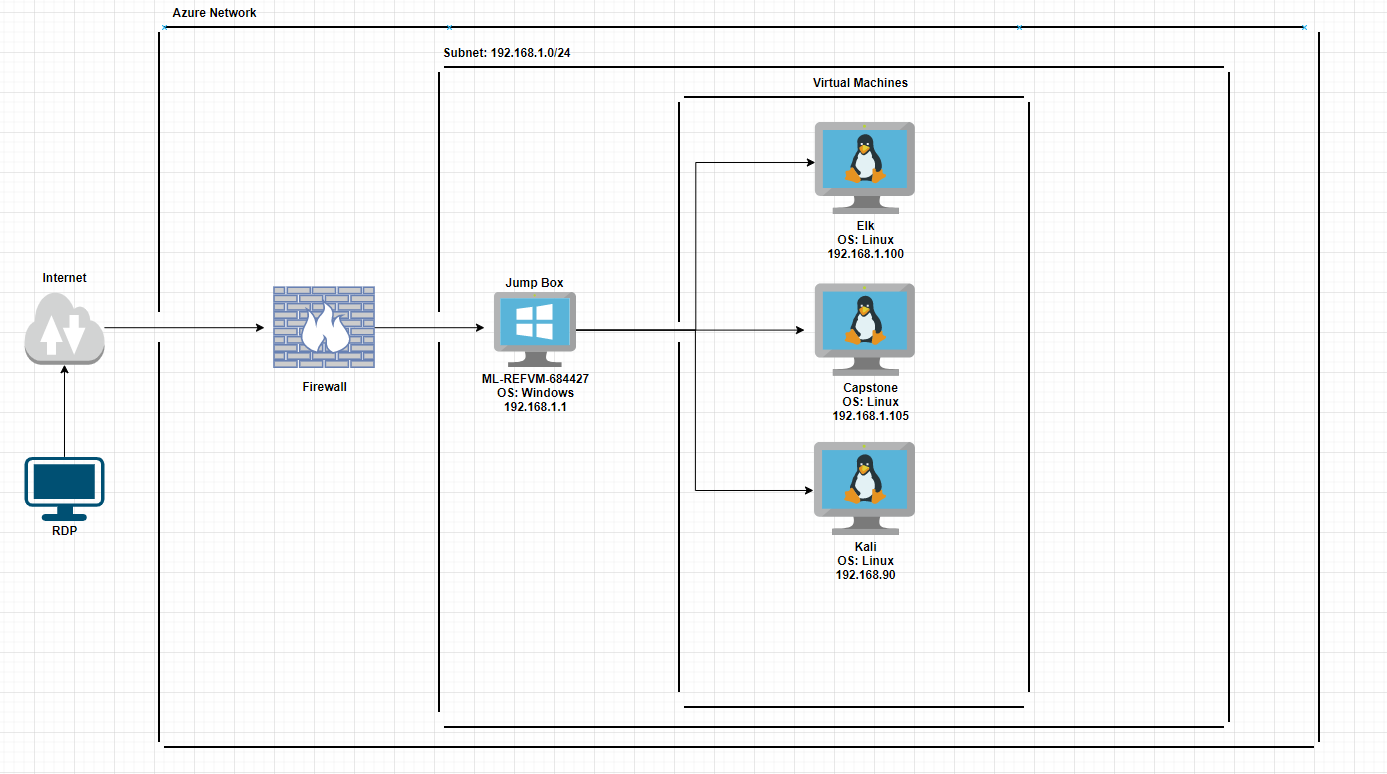 Azure Network
Subnet: 192.168.1.0/24
Virtual Machines
Elk
OS: Linux
192.168.1.100
Internet
Firewall
Jump Box
ML-REFVM-684427
OS: Windows
192.168.1.1
Capstone
OS: Linux
192.168.1.105
RDP
Kali
OS: Linux
192.168.90